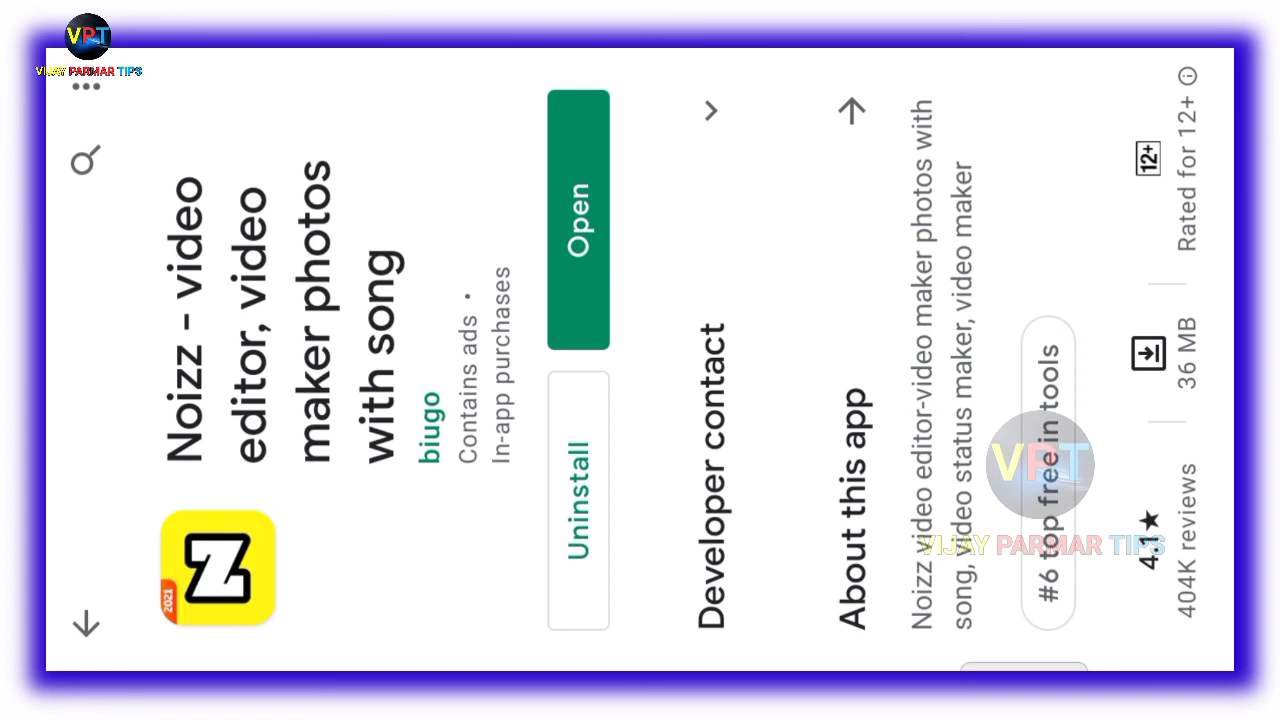 VPT
VIJAY PARMAR TIPS
2021
Z
Noizz - video
editor, video
maker photos
with song
biugo
Contains ads •
In-app purchases
Uninstall
Open
Developer contact
About this app
Noizz video editor-video maker photos with
song, video status maker, video maker
#6 top free in tools
4.1★
404K reviews
36 MB
12+
Rated for 12+
VPT
VIJAY PARMAR TIPS